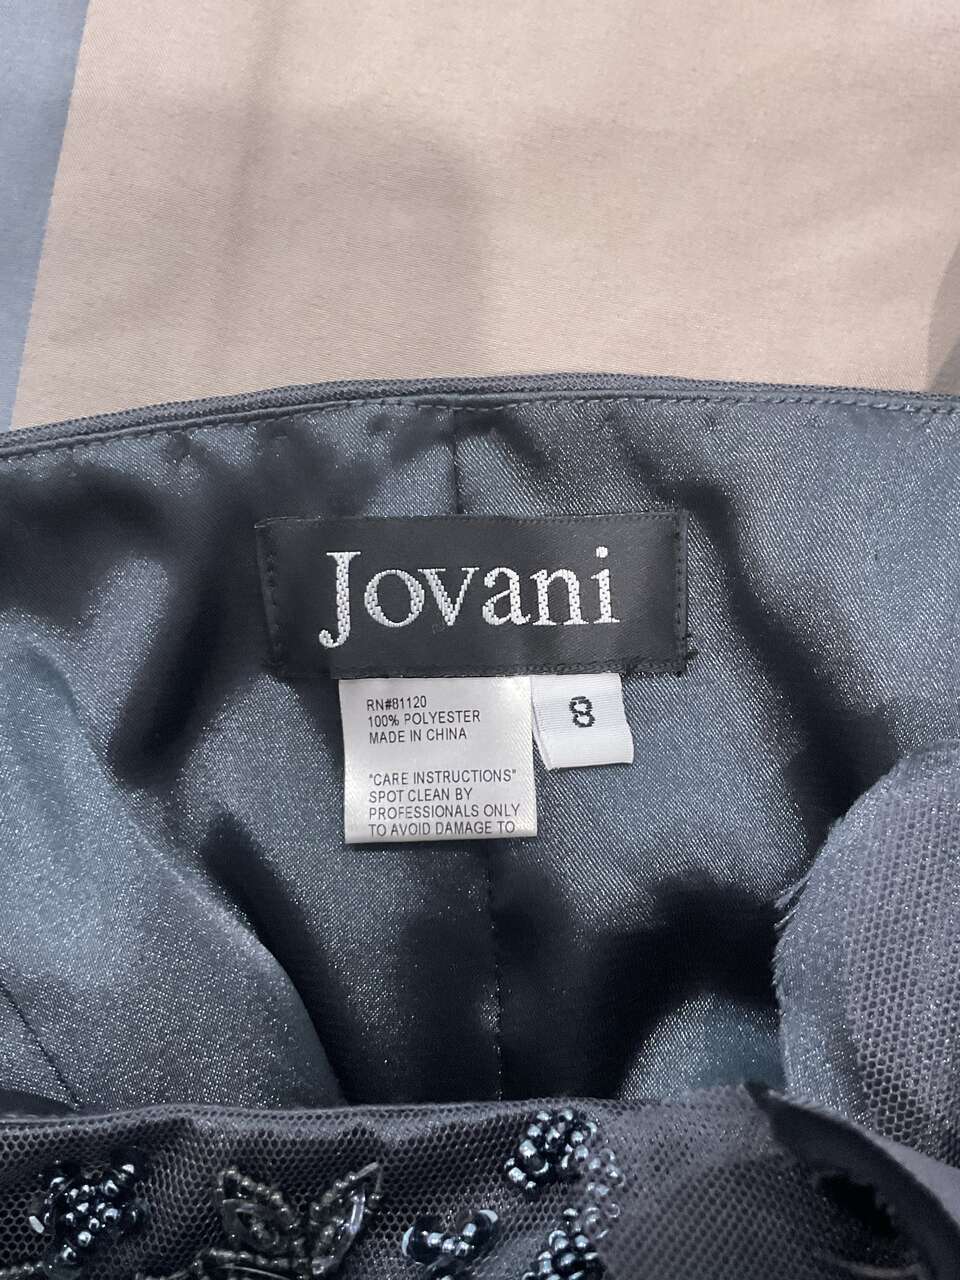 Jovani
RN#81120
100% POLYESTER
MADE IN CHINA
"CARE INSTRUCTIONS"
SPOT CLEAN BY
PROFESSIONALS ONLY
TO AVOID DAMAGE TO
8